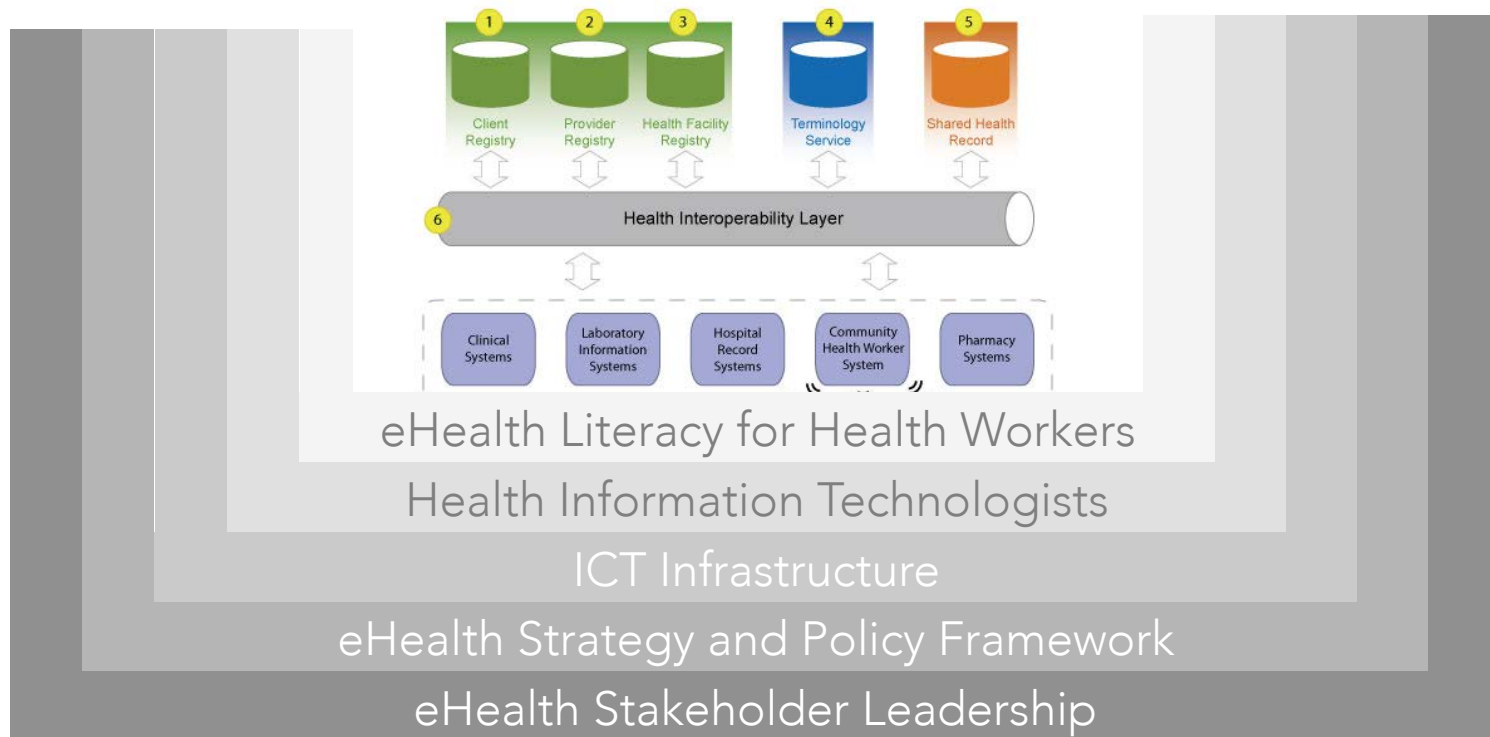 1 2 3 4 5
Client Registry
Provider Registry
Health Facility Registry
Terminology Service
Shared Health Record
6
Health Interoperability Layer
Clinical Systems
Laboratory Information Systems
Hospital Record Systems
Community Health Worker System
Pharmacy Systems
eHealth Literacy for Health Workers
Health Information Technologists
ICT Infrastructure
eHealth Strategy and Policy Framework
eHealth Stakeholder Leadership